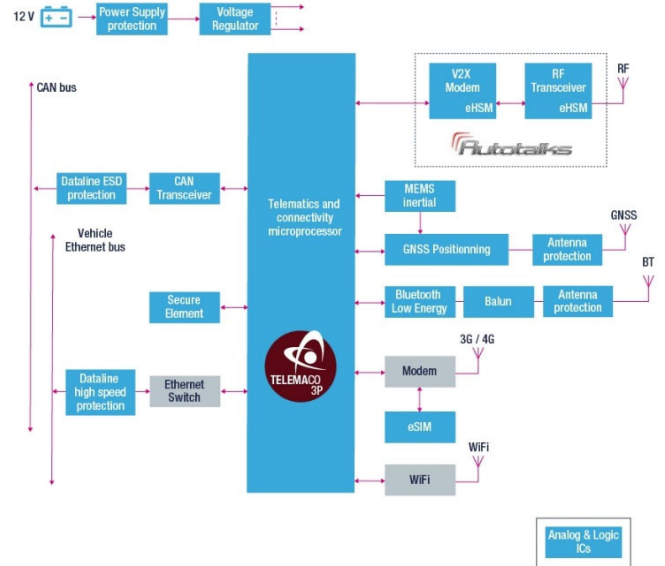 12 V
Power Supply
protection
Voltage
Regulator
CAN bus
V2X
Modem
eHSM
RF
Transceiver
eHSM
RF
Autotalks
Dataline ESD
protection
CAN
Transceiver
Telematics and
connectivity
microprocessor
MEMS
inertial
GNSS
Vehicle
Ethernet bus
GNSS Positionning
Antenna
protection
BT
Secure
Element
Bluetooth
Low Energy
Balun
Antenna
protection
TELEMACO
3P
3G / 4G
Modem
Dataline
high speed
protection
Ethernet
Switch
eSIM
WiFi
WiFi
Analog & Logic
ICs